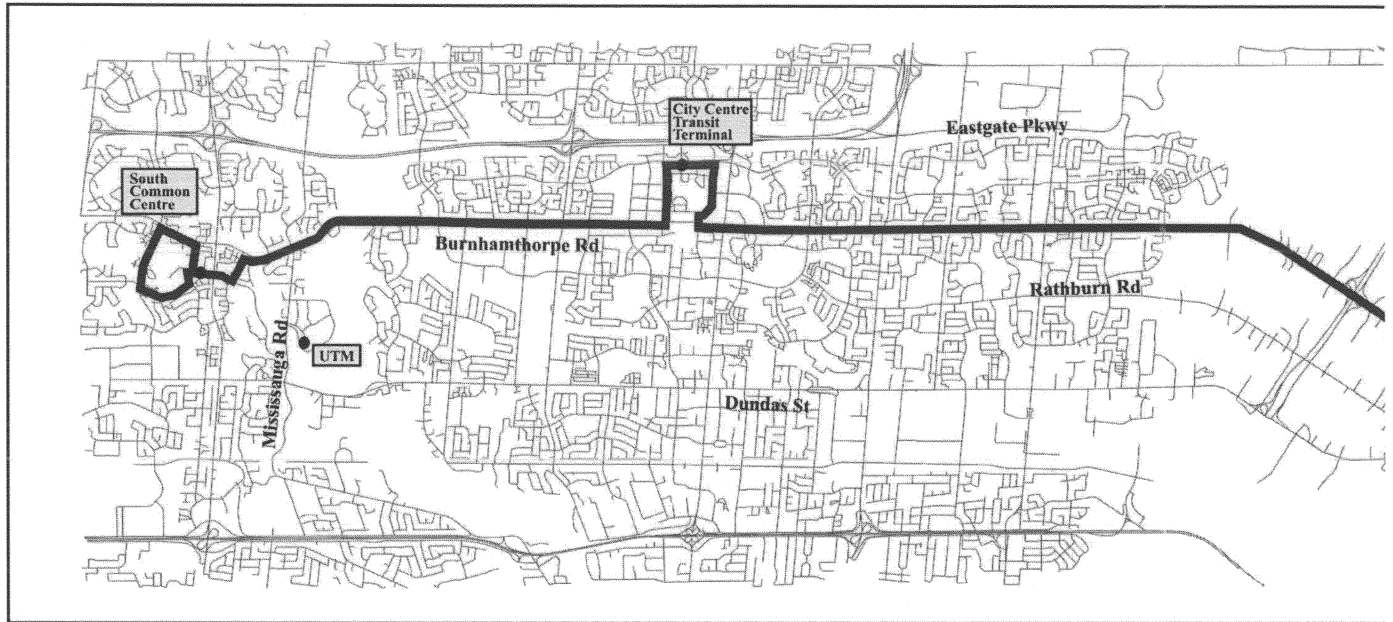 City Centre
Transit
Terminal
Eastgate Pkwy
South
Common
Centre
Burnhamthorpe Rd
Rathburn Rd
Mississauga Rd
UTM
Dundas St